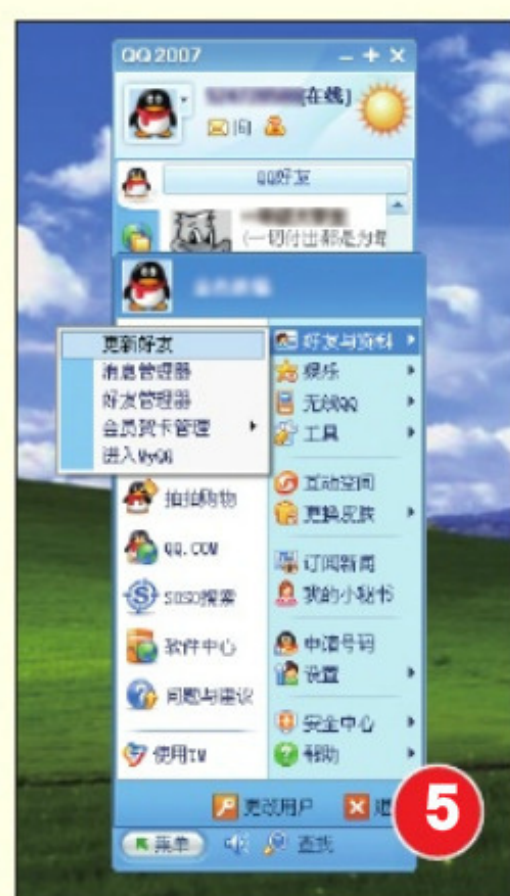 QQ2007
[在线]
[6]
QQ好友
(一切付出都是为
更新好友
消息管理器
好友管理器
会员贺卡管理
进入MyQQ
好友与资料
娱乐
无线QQ
工具
拍拍购物
QQ.COM
SOSO搜索
软件中心
问题与建议
使用TM
互动空间
更换皮肤
订阅新闻
我的小秘书
申请号码
设置
安全中心
帮助
更改用户
5
菜单
查找